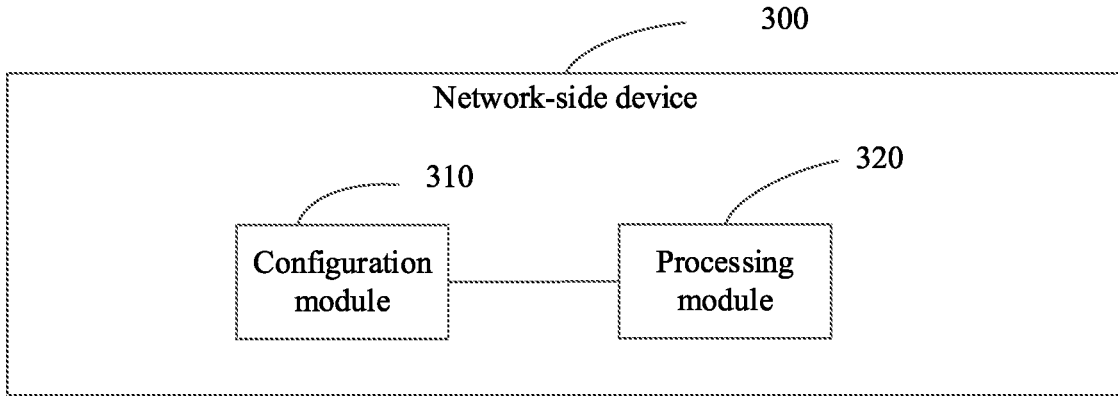 300
Network-side device
310
320
Configuration
module
Processing
module